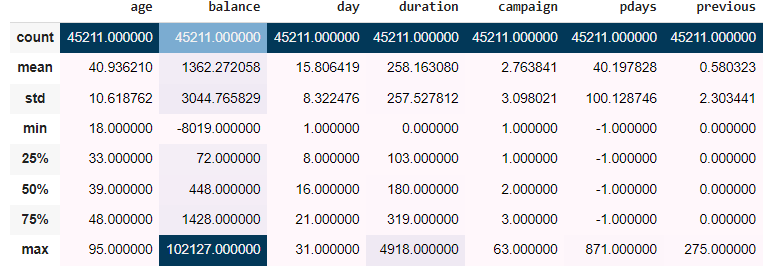 age balance day duration campaign pdays previous
count 45211.000000 45211.000000 45211.000000 45211.000000 45211.000000 45211.000000 45211.000000
mean 40.936210 1362.272058 15.806419 258.163080 2.763841 40.197828 0.580323
std 10.618762 3044.765829 8.322476 257.527812 3.098021 100.128746 2.303441
min 18.000000 -8019.000000 1.000000 0.000000 1.000000 -1.000000 0.000000
25% 33.000000 72.000000 8.000000 103.000000 1.000000 -1.000000 0.000000
50% 39.000000 448.000000 16.000000 180.000000 2.000000 -1.000000 0.000000
75% 48.000000 1428.000000 21.000000 319.000000 3.000000 -1.000000 0.000000
max 95.000000 102127.000000 31.000000 4918.000000 63.000000 871.000000 275.000000